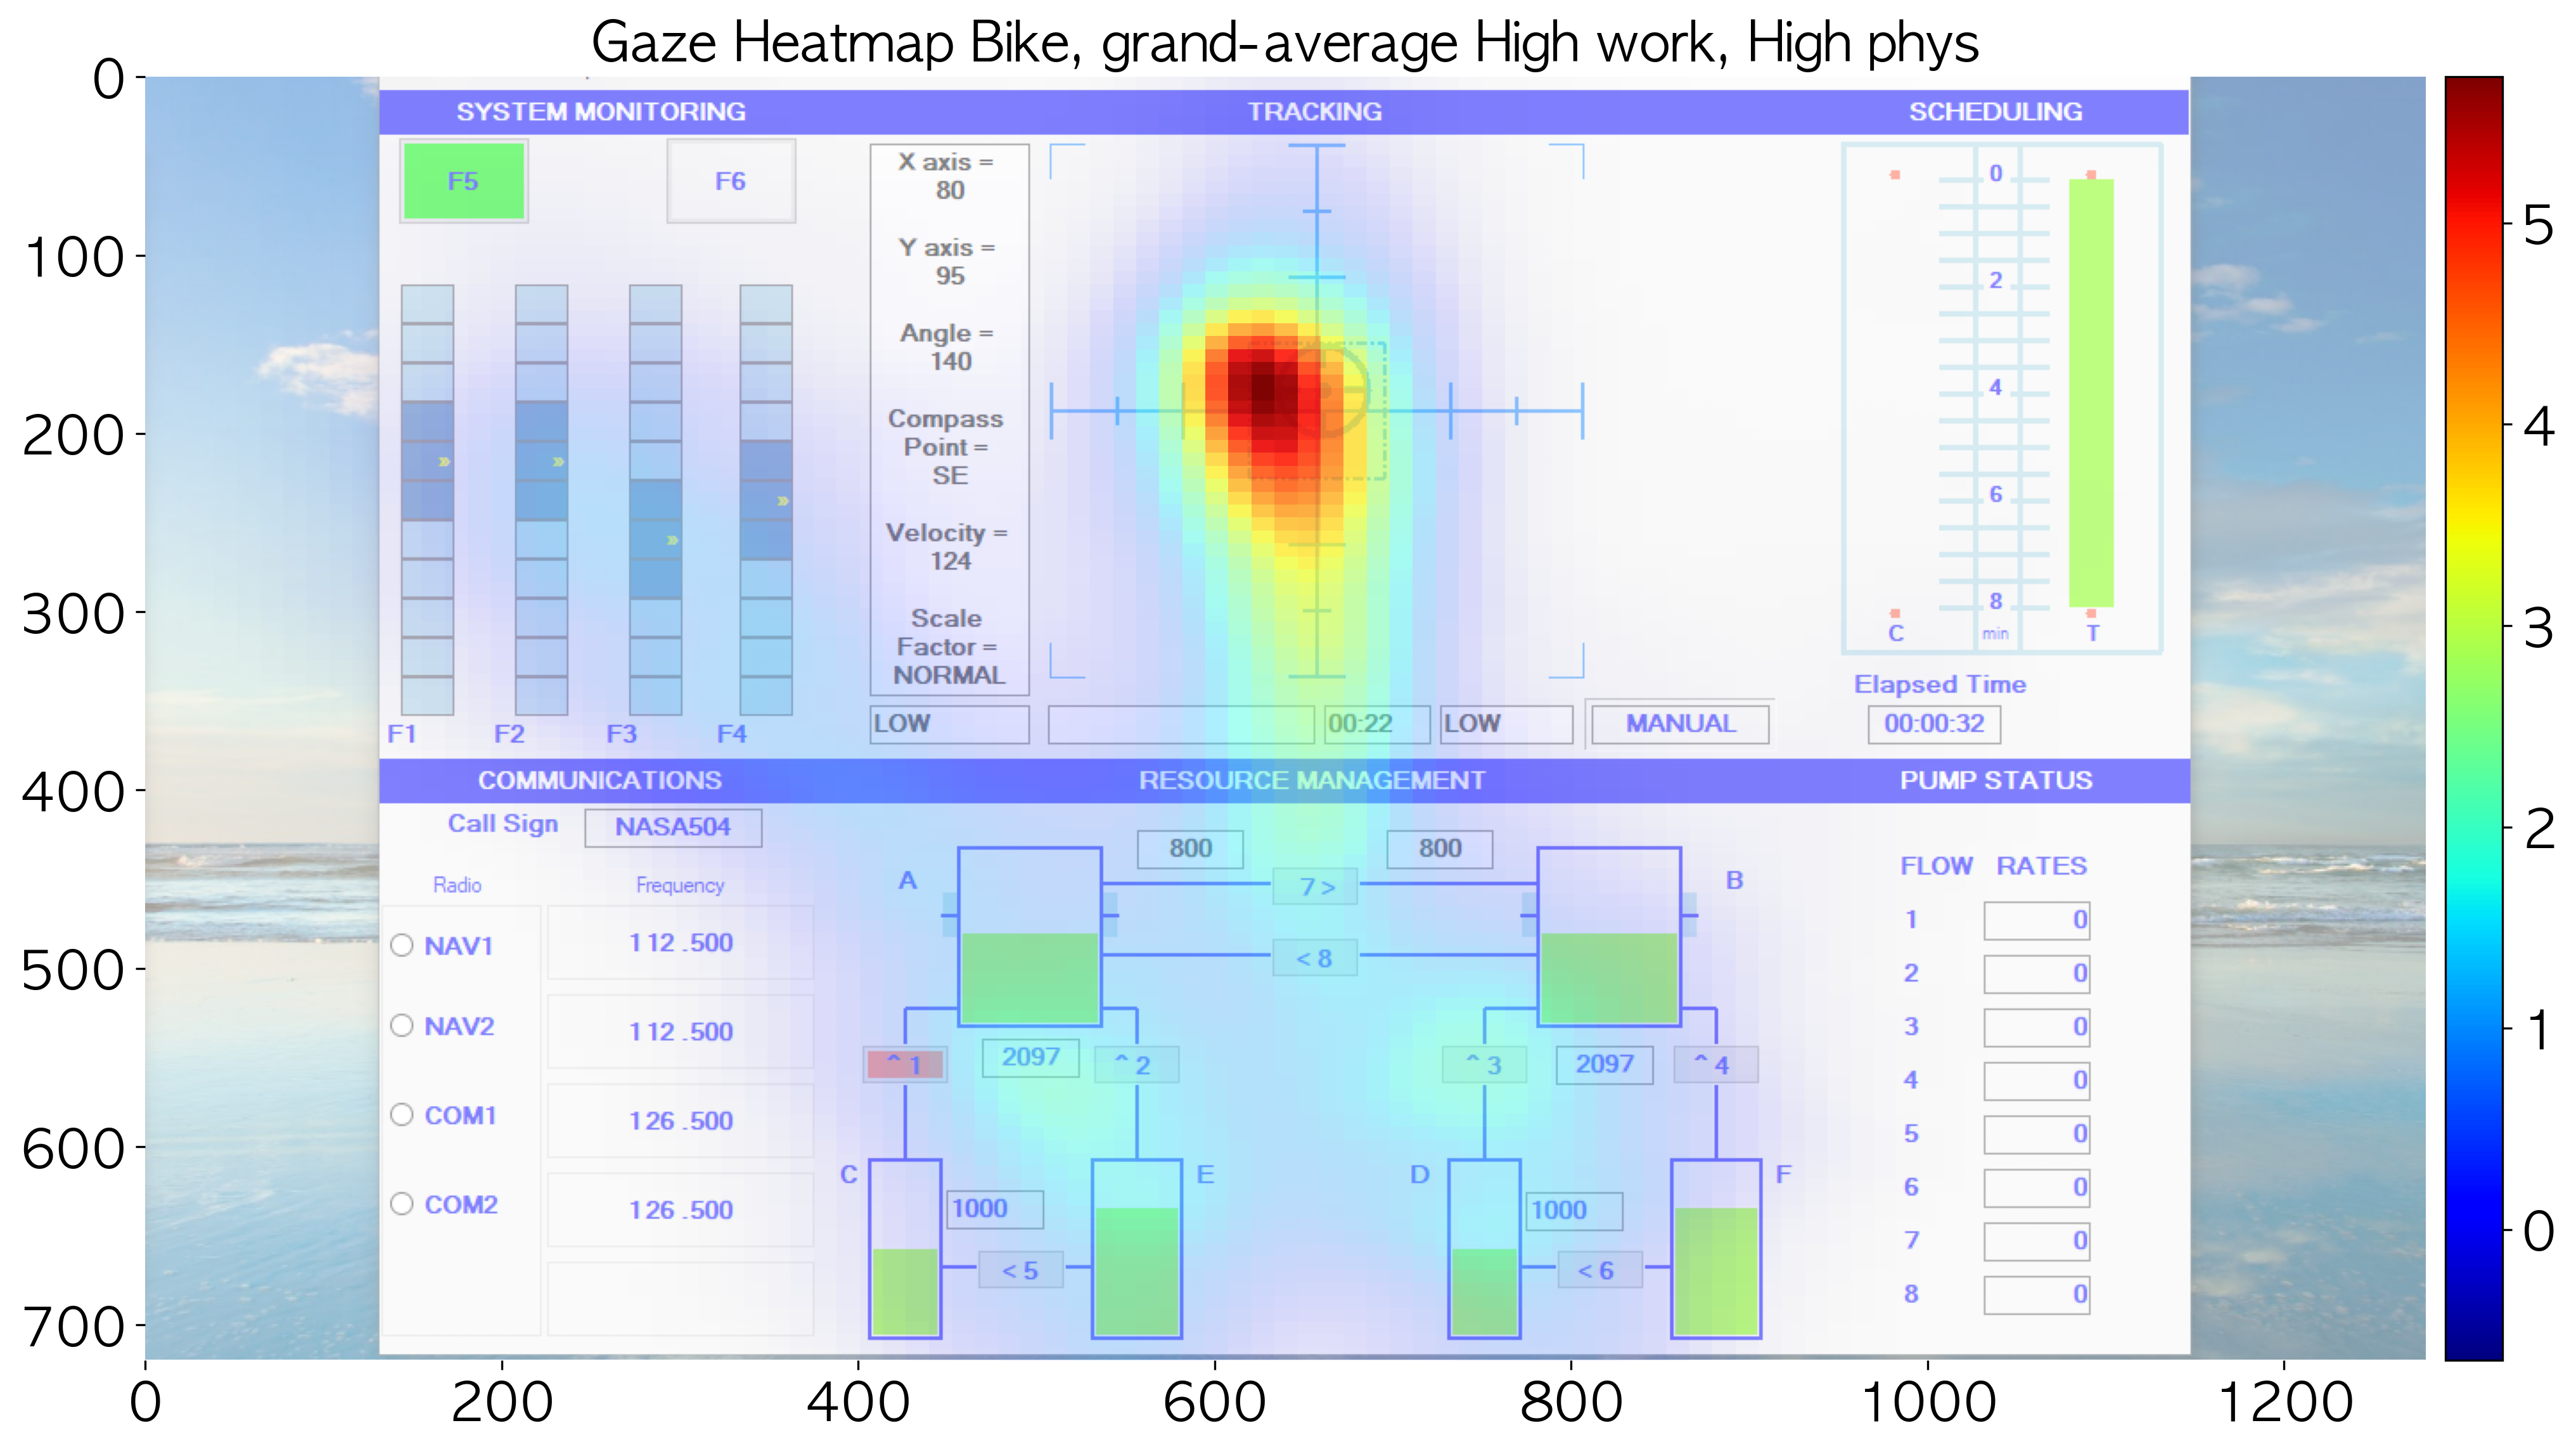 Gaze Heatmap Bike, grand-average High work, High phys
SYSTEM MONITORING
TRACKING
SCHEDULING
F5
F6
F1
F2
F3
F4
X axis =
80
Y axis =
95
Angle =
140
Compass
Point =
SE
Velocity =
124
Scale
Factor =
NORMAL
LOW
00:22
LOW
MANUAL
0
2
4
6
8
C
min
T
Elapsed Time
00:00:32
COMMUNICATIONS
RESOURCE MANAGEMENT
PUMP STATUS
Call Sign
NASA504
Radio
Frequency
NAV1
112 .500
NAV2
112 .500
COM1
126 .500
COM2
126 .500
800
800
A
7 >
B
< 8
^ 1
2097
^ 2
^ 3
2097
^ 4
C
E
D
F
1000
1000
< 5
< 6
FLOW RATES
1 0
2 0
3 0
4 0
5 0
6 0
7 0
8 0
0
100
200
300
400
500
600
700
0
200
400
600
800
1000
1200
5
4
3
2
1
0